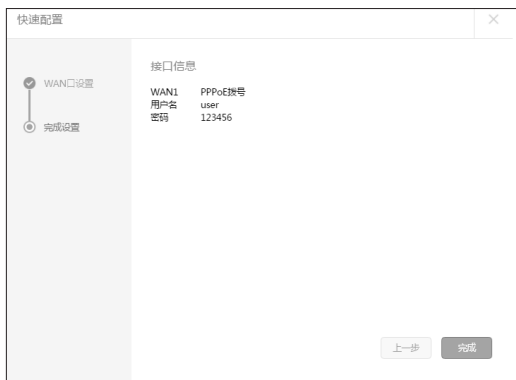 快速配置
WAN口设置
完成设置
接口信息
WAN1 PPPoE拨号
用户名 user
密码 123456
上一步 完成